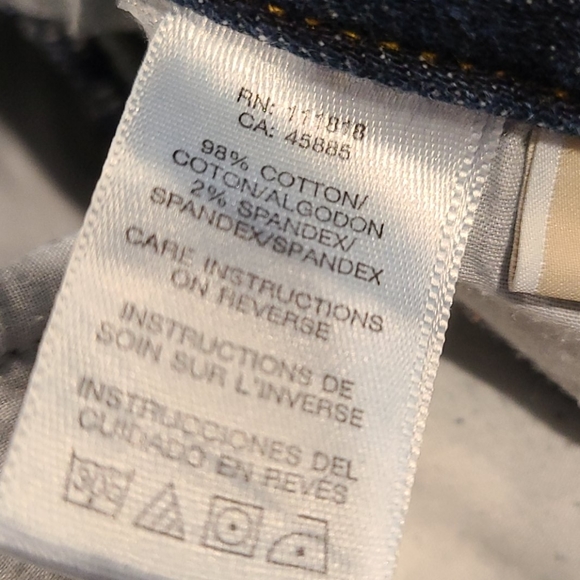 RN: 111818
CA: 45885
98% COTTON/
COTON/ALGODON
2% SPANDEX/
SPANDEX/SPANDEX
CARE INSTRUCTIONS
ON REVERSE
INSTRUCTIONS DE
SOIN SUR L'INVERSE
INSTRUCCIONES DEL
CUIDADO EN REVES